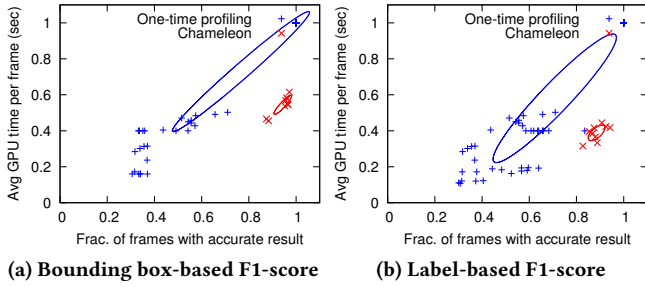 Avg GPU time per frame (sec)
1
0.8
0.6
0.4
0.2
0
One-time profiling
Chameleon
0 0.2 0.4 0.6 0.8 1
Frac. of frames with accurate result
(a) Bounding box-based F1-score
Avg GPU time per frame (sec)
1
0.8
0.6
0.4
0.2
0
One-time profiling
Chameleon
0 0.2 0.4 0.6 0.8 1
Frac. of frames with accurate result
(b) Label-based F1-score